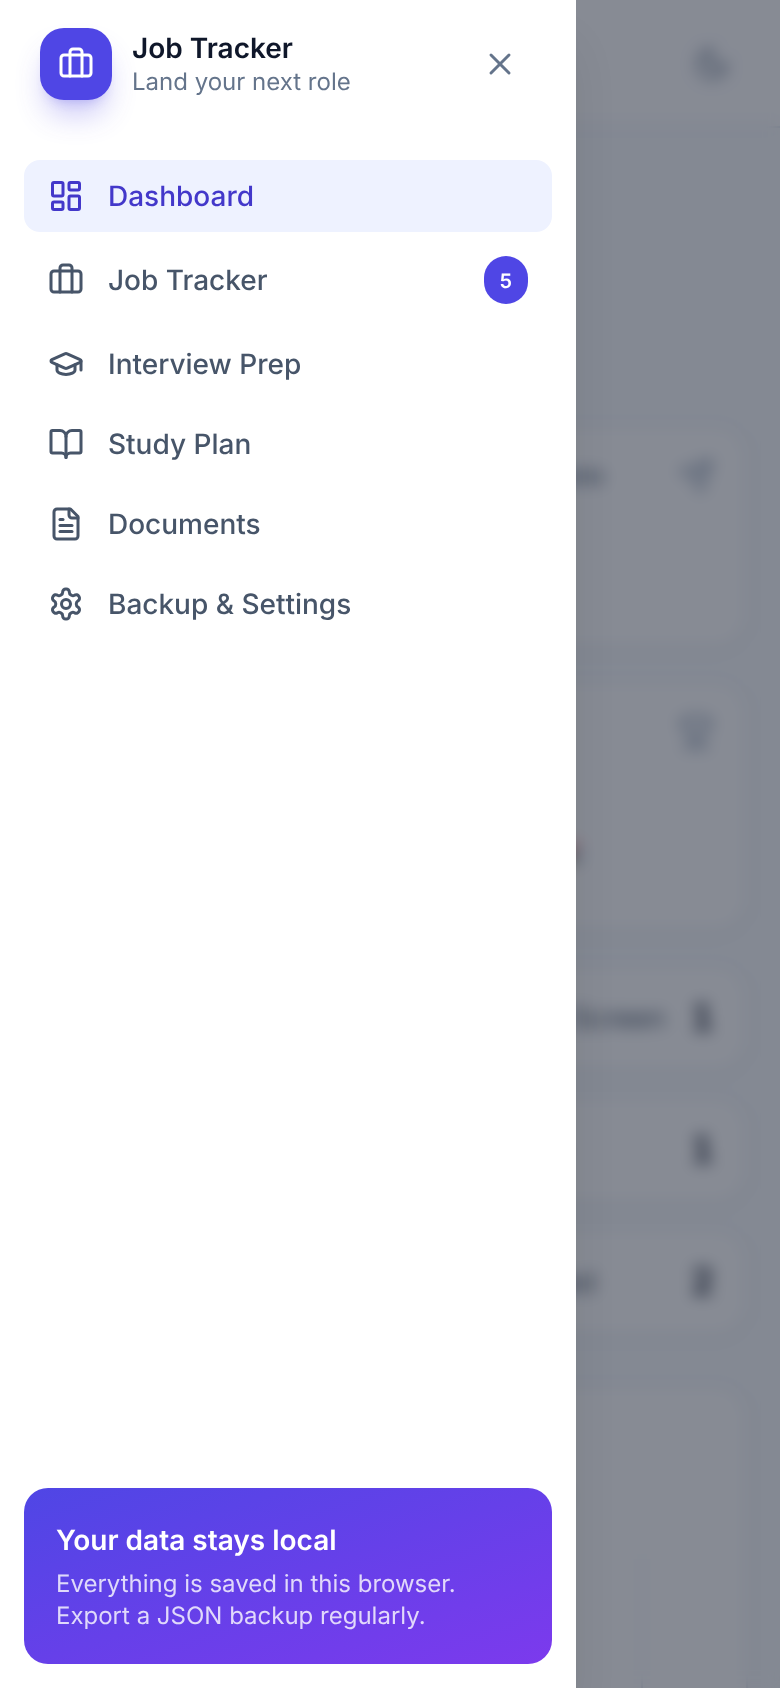 Job Tracker
Land your next role
Dashboard
Job Tracker 5
Interview Prep
Study Plan
Documents
Backup & Settings
Your data stays local
Everything is saved in this browser.
Export a JSON backup regularly.